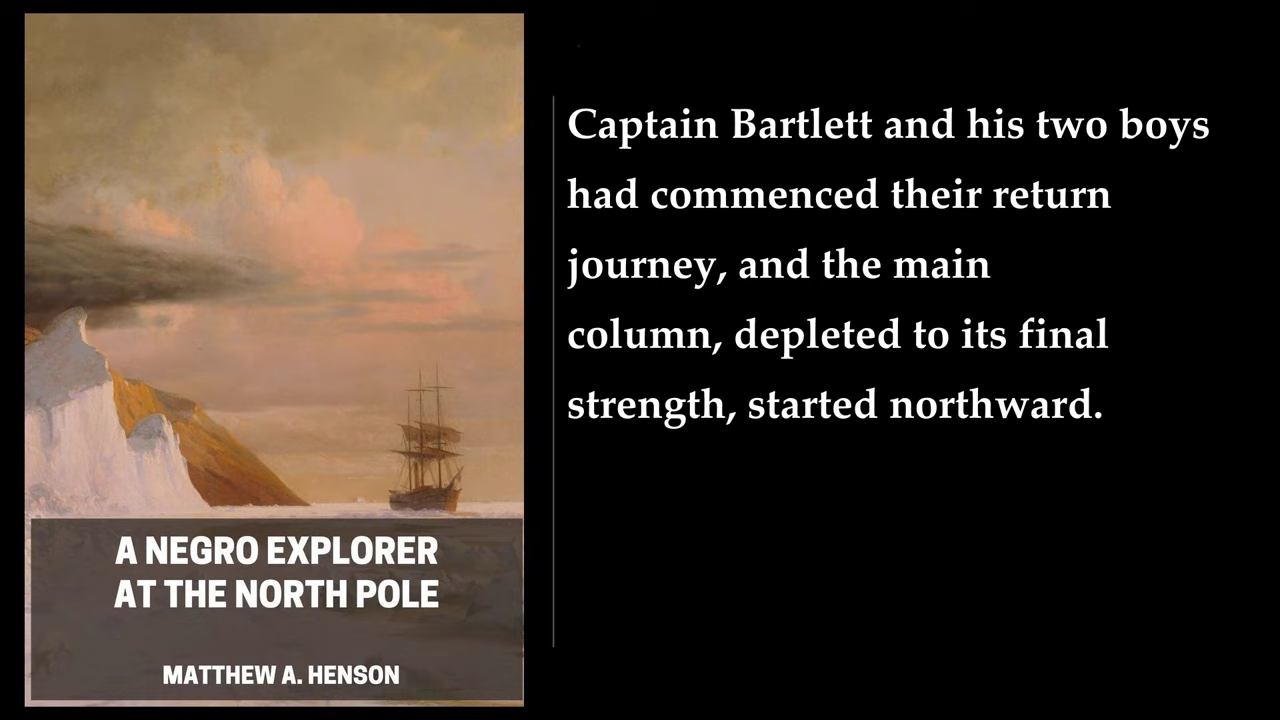 Captain Bartlett and his two boys
had commenced their return
journey, and the main
column, depleted to its final
strength, started northward.
A NEGRO EXPLORER
AT THE NORTH POLE
MATTHEW A. HENSON